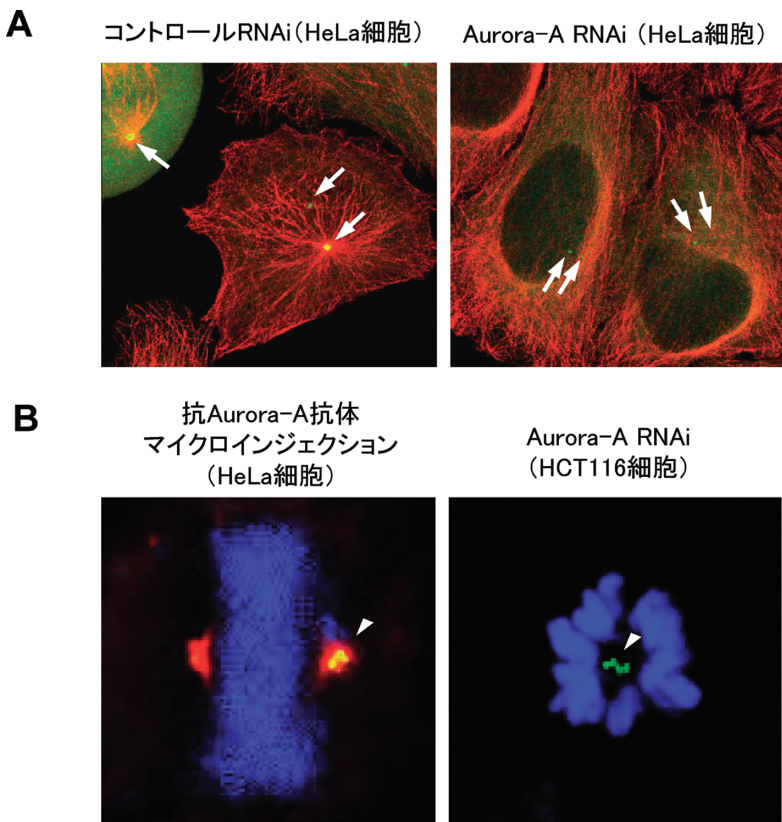 A
コントロールRNAi(HeLa細胞)
Aurora-A RNAi (HeLa細胞)
B
抗Aurora-A抗体
マイクロインジェクション
(HeLa細胞)
Aurora-A RNAi
(HCT116細胞)